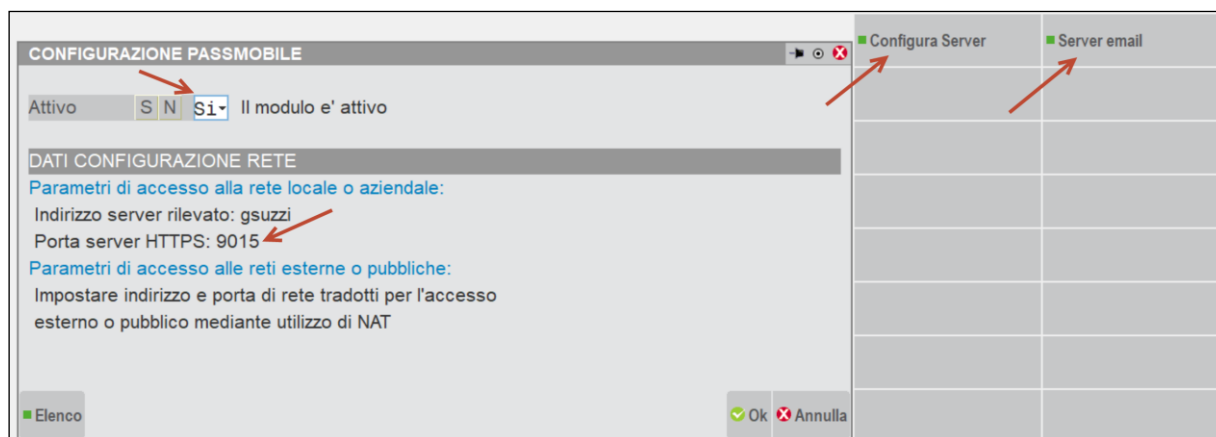 CONFIGURAZIONE PASSMOBILE
Attivo S N Si Il modulo e' attivo
DATI CONFIGURAZIONE RETE
Parametri di accesso alla rete locale o aziendale:
Indirizzo server rilevato: gsuzzi
Porta server HTTPS: 9015
Parametri di accesso alle reti esterne o pubbliche:
Impostare indirizzo e porta di rete tradotti per l'accesso
esterno o pubblico mediante utilizzo di NAT
Elenco
Ok Annulla
Configura Server
Server email